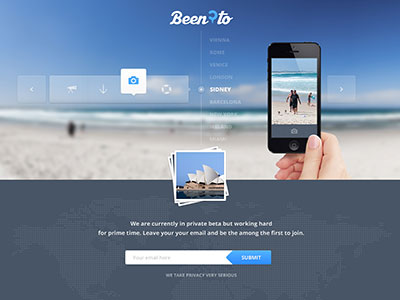 Been to
VIENNA
ROME
VENICE
LONDON
SIDNEY
BARCELONA
NEW YORK
We are currently in private beta but working hard
for prime time. Leave your your email and be the among the first to join.
Your email here
SUBMIT
WE TAKE PRIVACY VERY SERIOUS